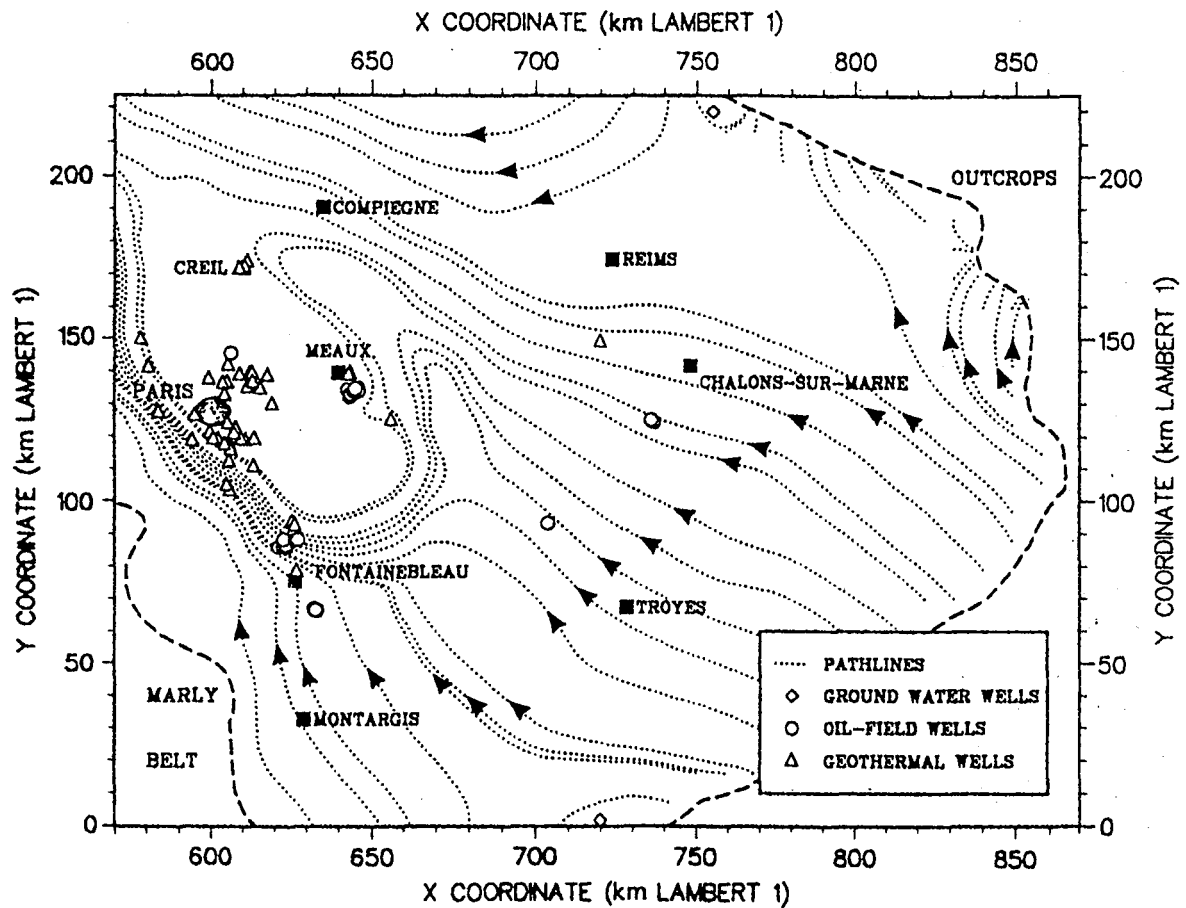 X COORDINATE (km LAMBERT 1)
600 650 700 750 800 850
Y COORDINATE (km LAMBERT 1)
200
150
100
50
0
OUTCROPS
COMPIEGNE
CREIL
REIMS
MEAUX
PARIS
CHALONS-SUR-MARNE
FONTAINEBLEAU
TROYES
MARLY
BELT
MONTARGIS
PATHLINES
GROUND WATER WELLS
OIL-FIELD WELLS
GEOTHERMAL WELLS
200
150
100
50
0
Y COORDINATE (km LAMBERT 1)
600 650 700 750 800 850
X COORDINATE (km LAMBERT 1)